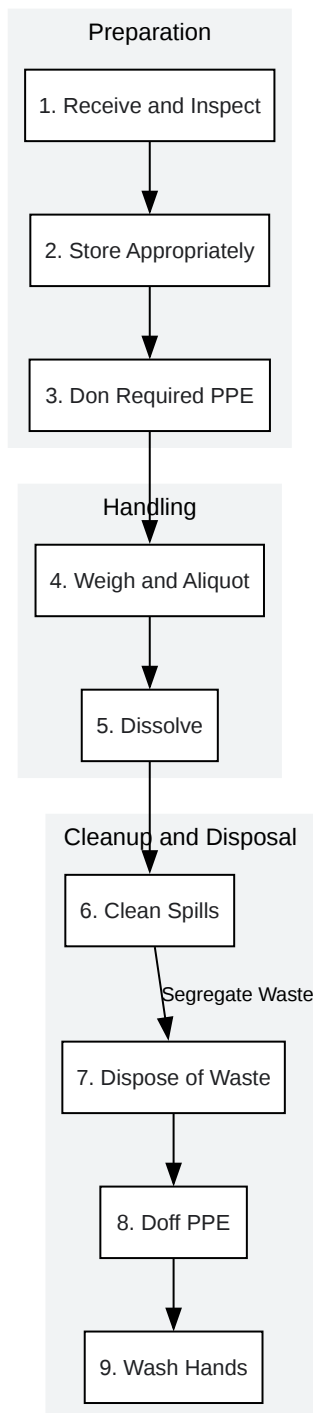 Preparation
1. Receive and Inspect
2. Store Appropriately
3. Don Required PPE
Handling
4. Weigh and Aliquot
5. Dissolve
Cleanup and Disposal
6. Clean Spills
Segregate Waste
7. Dispose of Waste
8. Doff PPE
9. Wash Hands